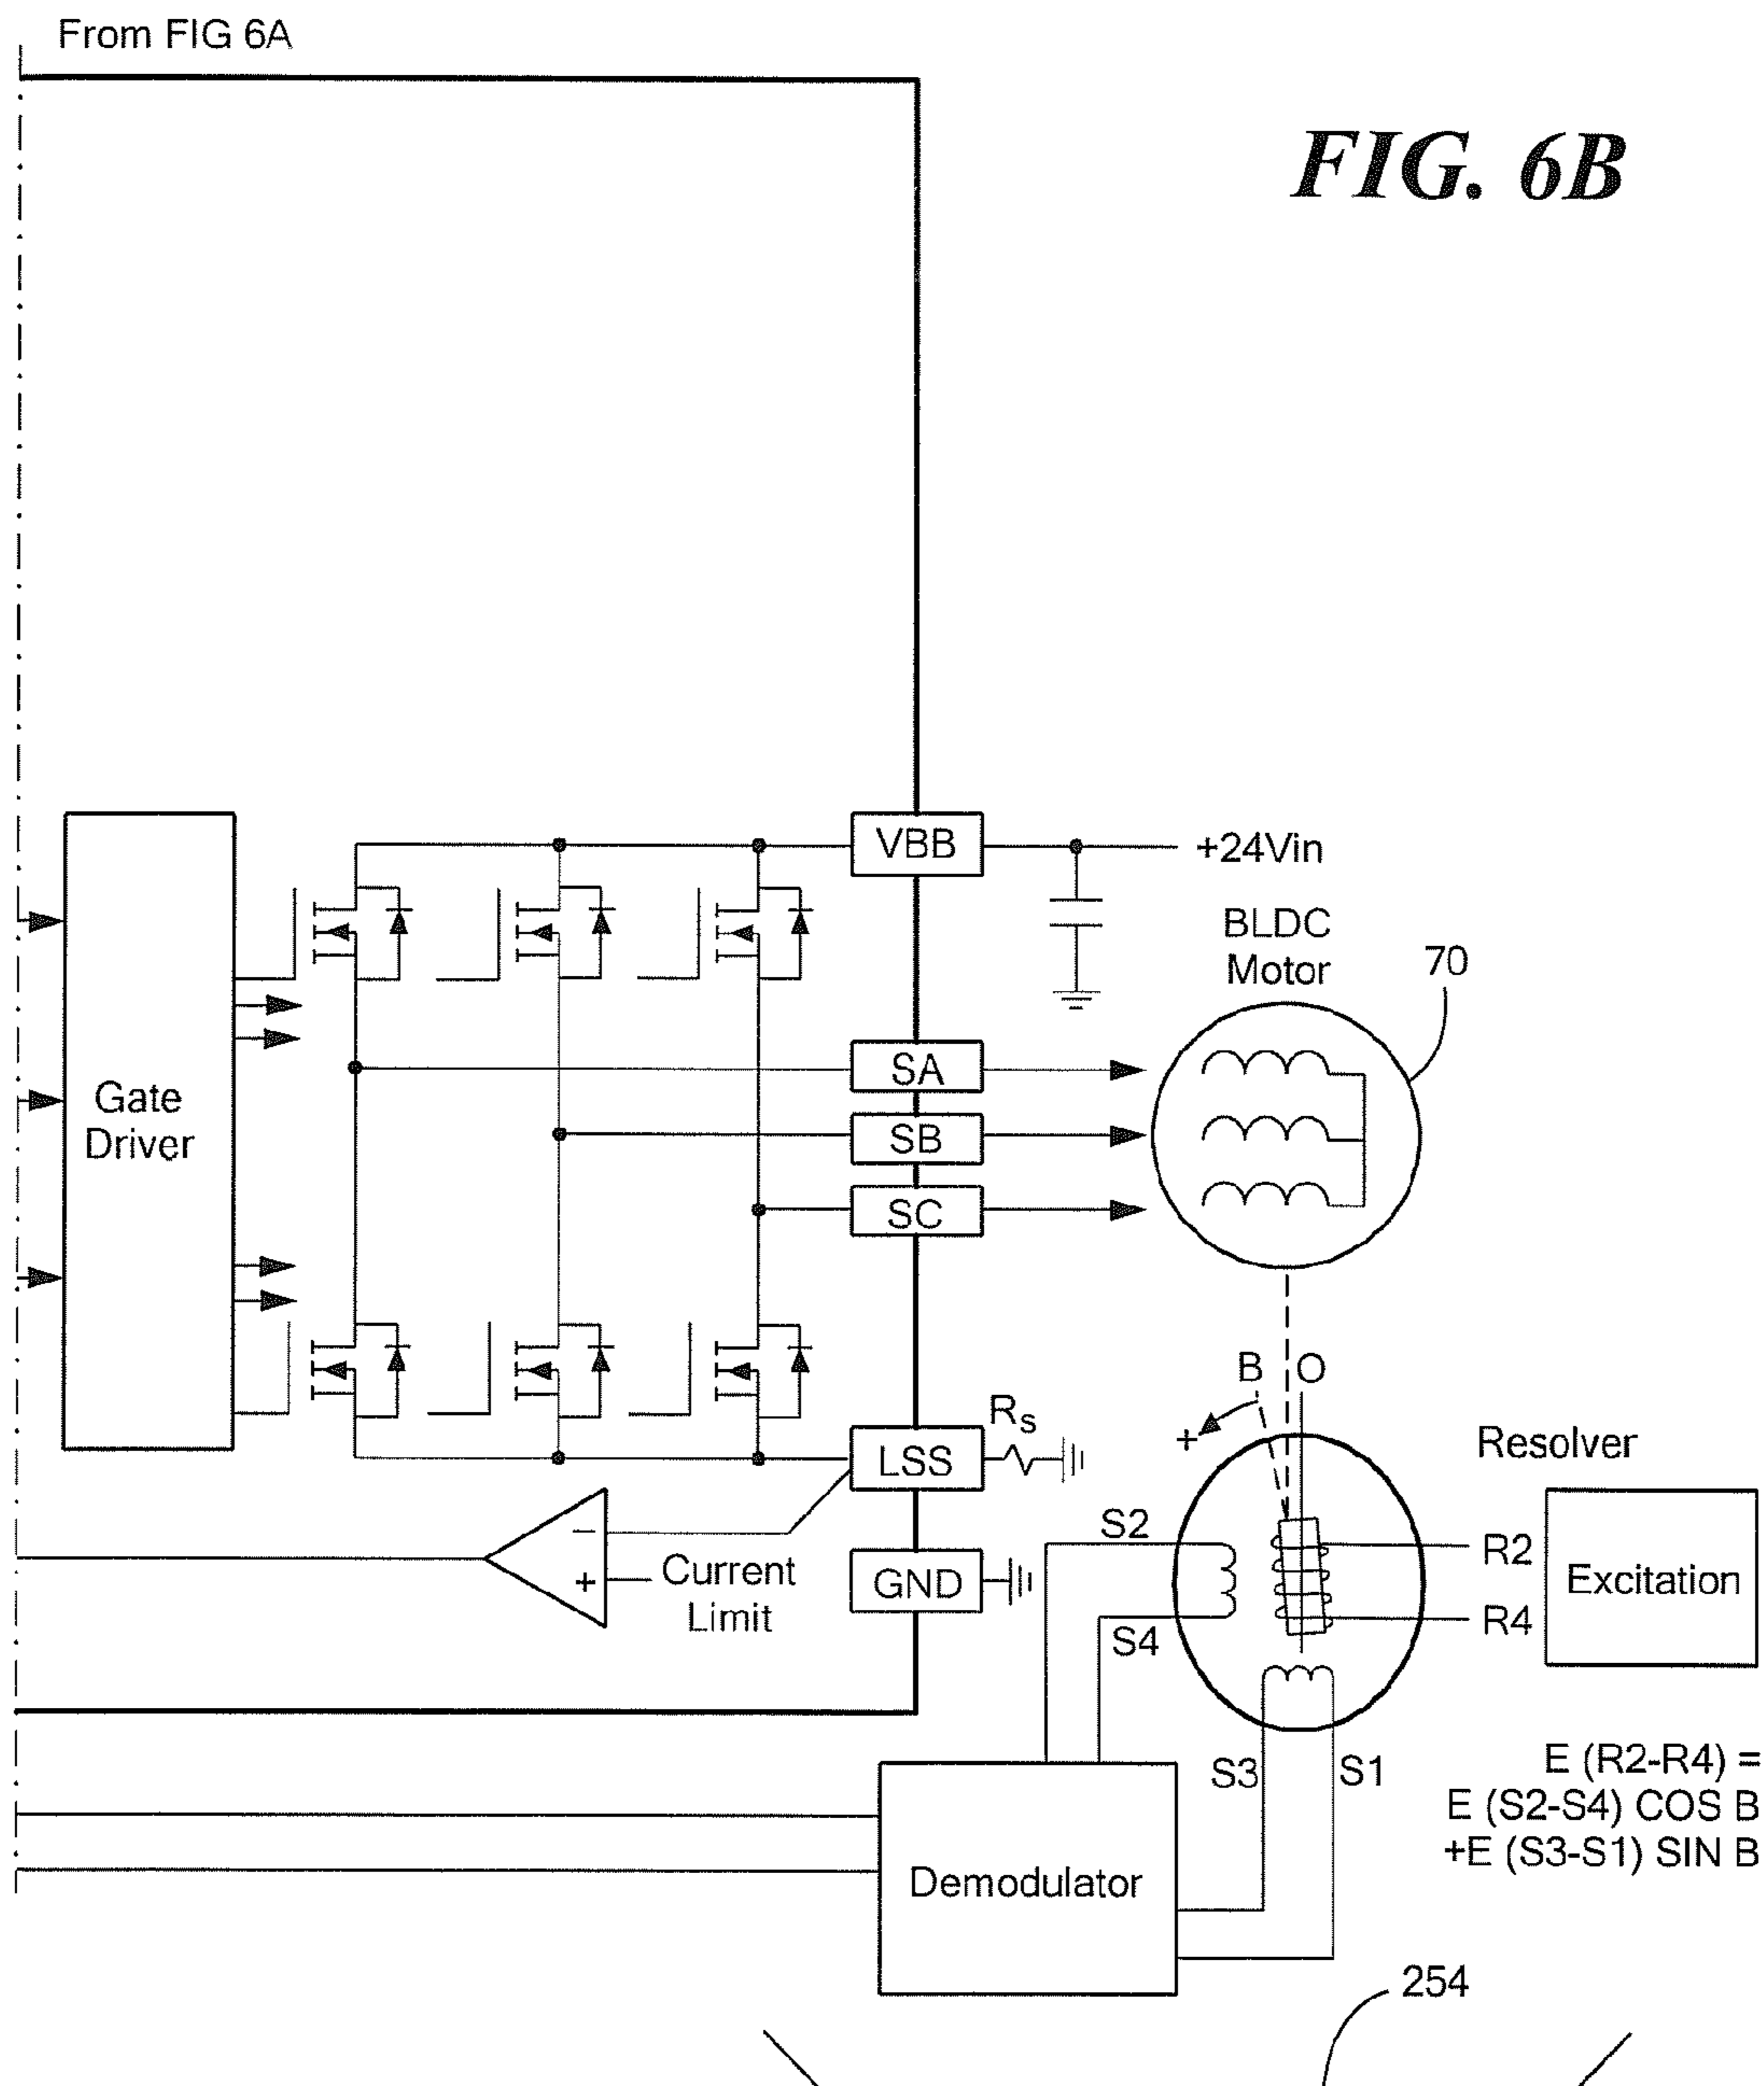 From FIG 6A
FIG. 6B
VBB
+24Vin
BLDC
Motor
70
Gate
Driver
SA
SB
SC
B
O
+
Rs
LSS
Resolver
S2
R2
−
+
Current
Limit
GND
Excitation
R4
S4
S3
S1
E (R2-R4) =
E (S2-S4) COS B
+E (S3-S1) SIN B
Demodulator
254